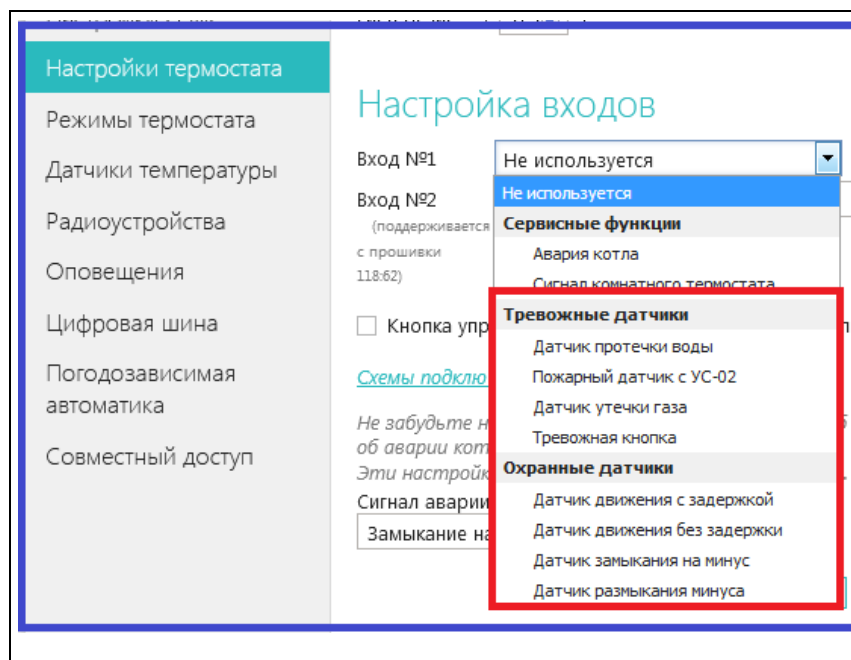 Настройки термостата
Режимы термостата
Датчики температуры
Радиоустройства
Оповещения
Цифровая шина
Погодозависимая
автоматика
Совместный доступ
Настройка входов
Вход №1
Не используется
Вход №2
(поддерживается
с прошивки
118:62)
Не используется
Сервисные функции
Авария котла
Сигнал комнатного термостата
Тревожные датчики
Датчик протечки воды
Пожарный датчик с УС-02
Датчик утечки газа
Тревожная кнопка
Охранные датчики
Датчик движения с задержкой
Датчик движения без задержки
Датчик замыкания на минус
Датчик размыкания минуса
Кнопка упр
Схемы подклю
Не забудьте н
об аварии кот
Эти настройк
Сигнал аварии
Замыкание на